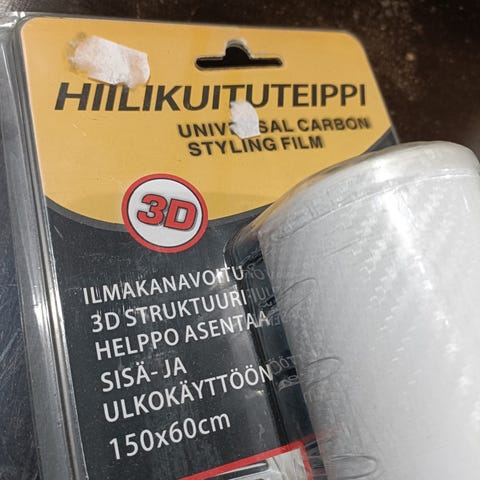 HIILIKUITUTEIPPI
UNIVERSAL CARBON
STYLING FILM
3D
ILMAKANAVOITU
3D STRUKTUURI
HELPPO ASENTAA
SISÄ- JA
ULKOKÄYTTÖÖN
150x60cm